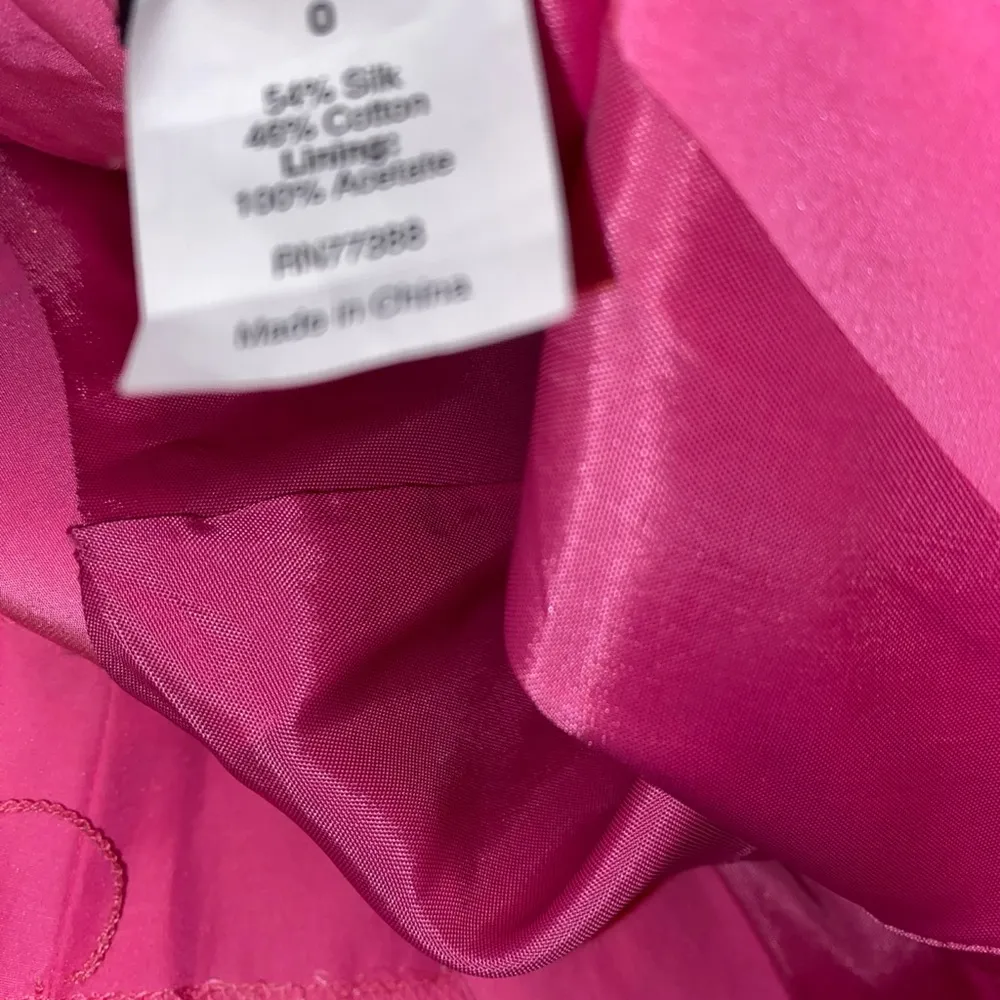 0
54% Silk
46% Cotton
Lining:
100% Acetate
RN77388
Made in China